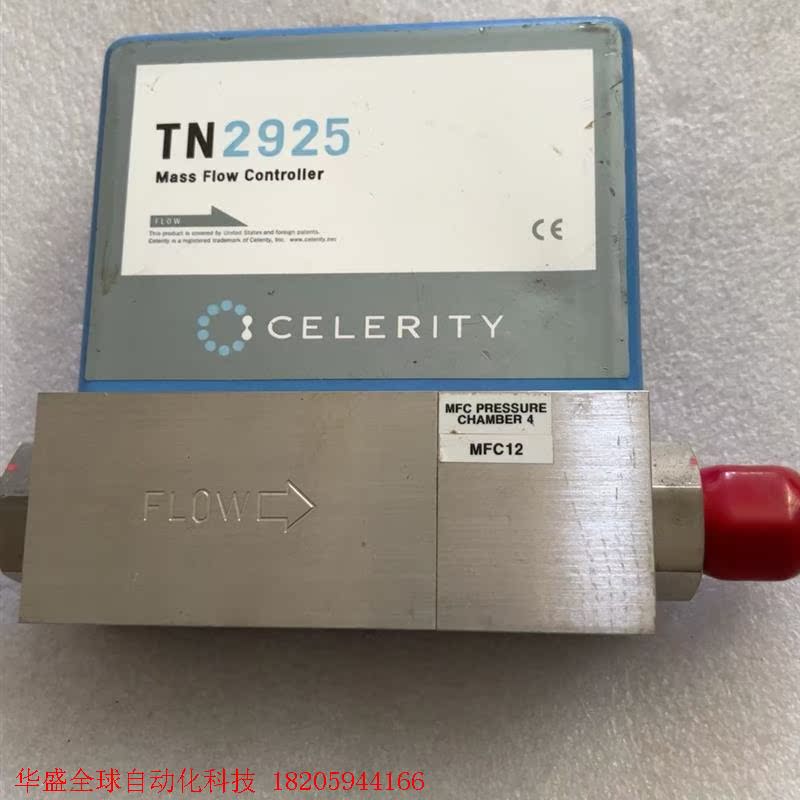 TN2925
Mass Flow Controller
FLOW
This product is covered by United States and foreign patents.
Celerity is a registered trademark of Celerity, Inc. www.celerity.net
CE
CELERITY
MFC PRESSURE
CHAMBER 4
MFC12
FLOW
华盛全球自动化科技 18205944166